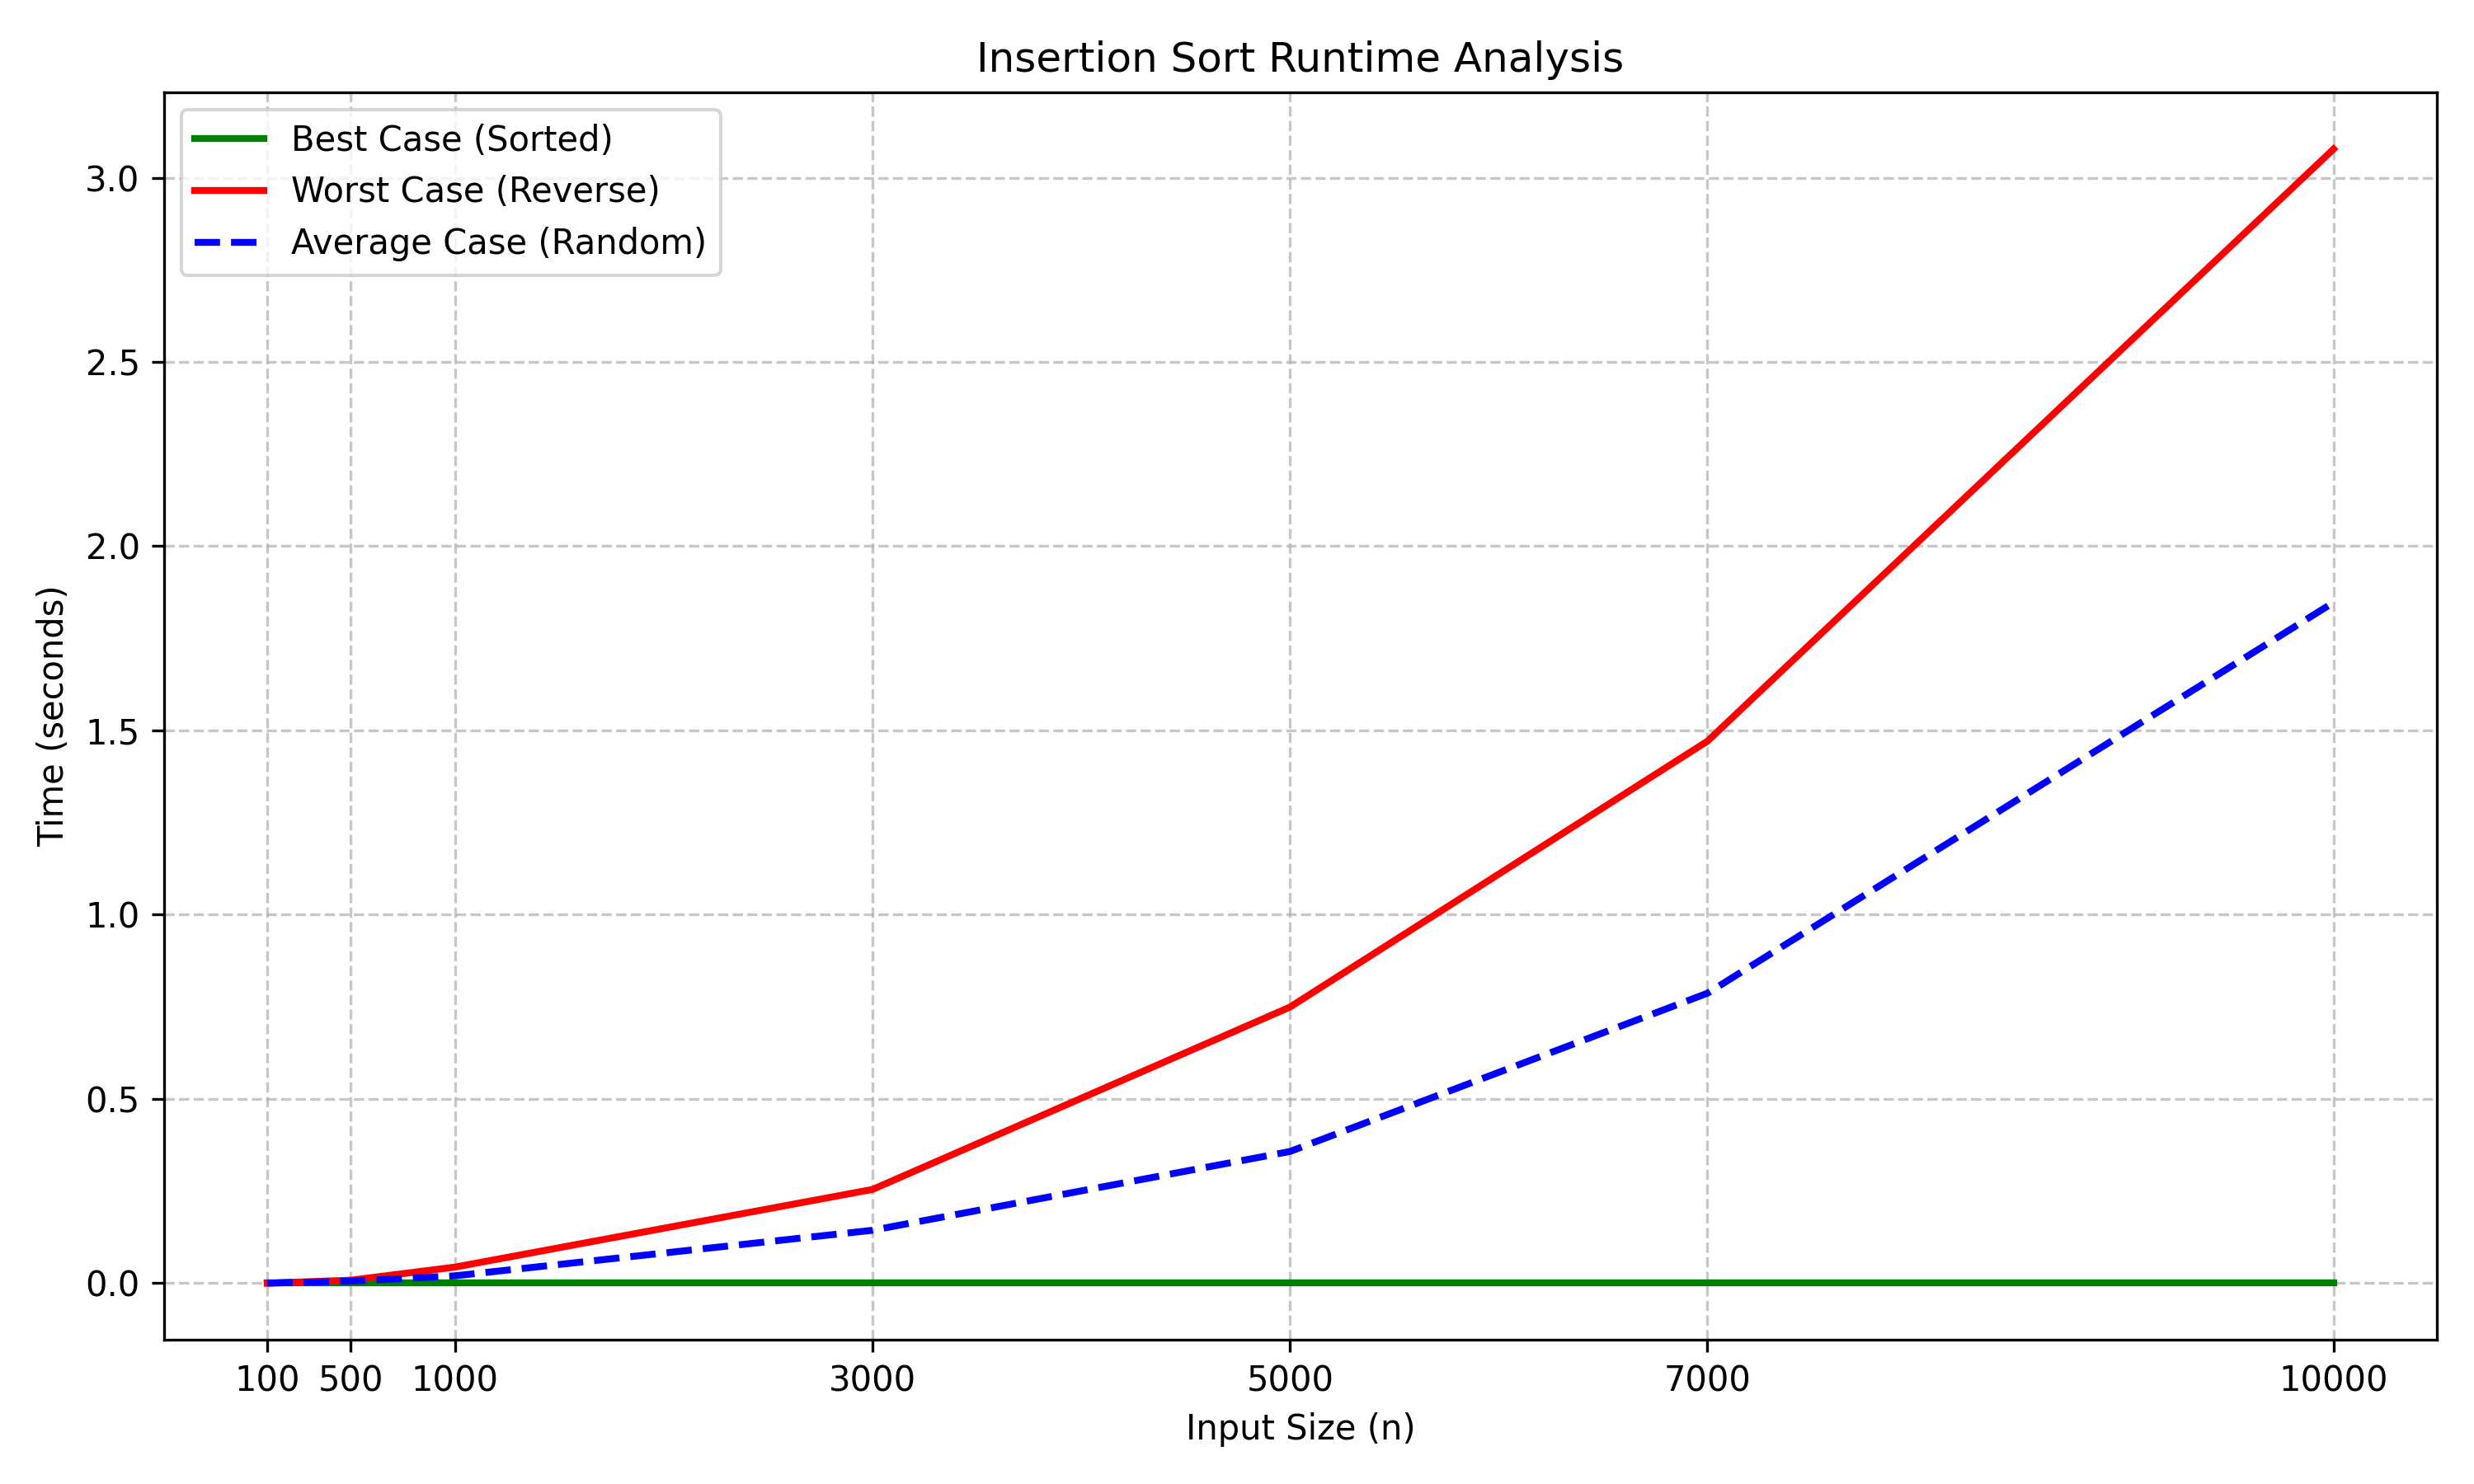 Insertion Sort Runtime Analysis
Best Case (Sorted)
Worst Case (Reverse)
Average Case (Random)
3.0
2.5
2.0
1.5
1.0
0.5
0.0
Time (seconds)
100 500 1000 3000 5000 7000 10000
Input Size (n)